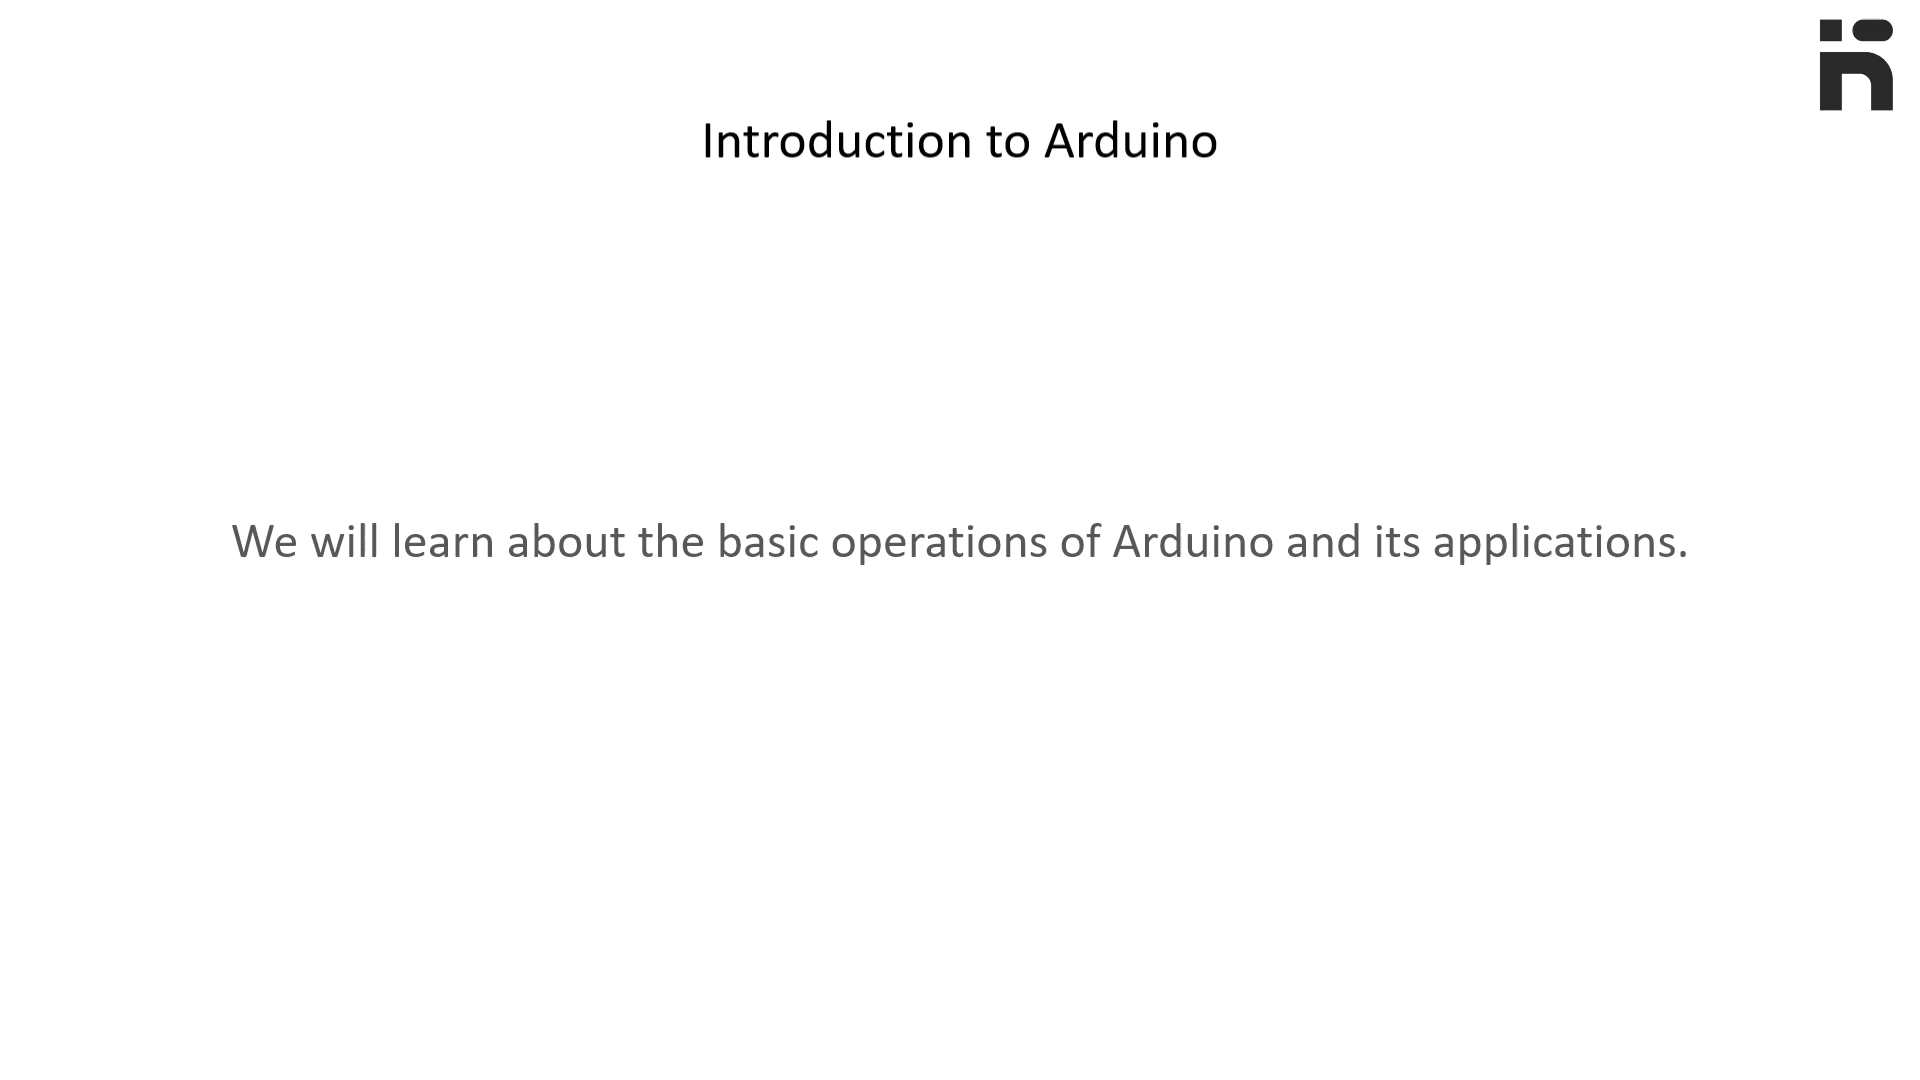 Introduction to Arduino
We will learn about the basic operations of Arduino and its applications.